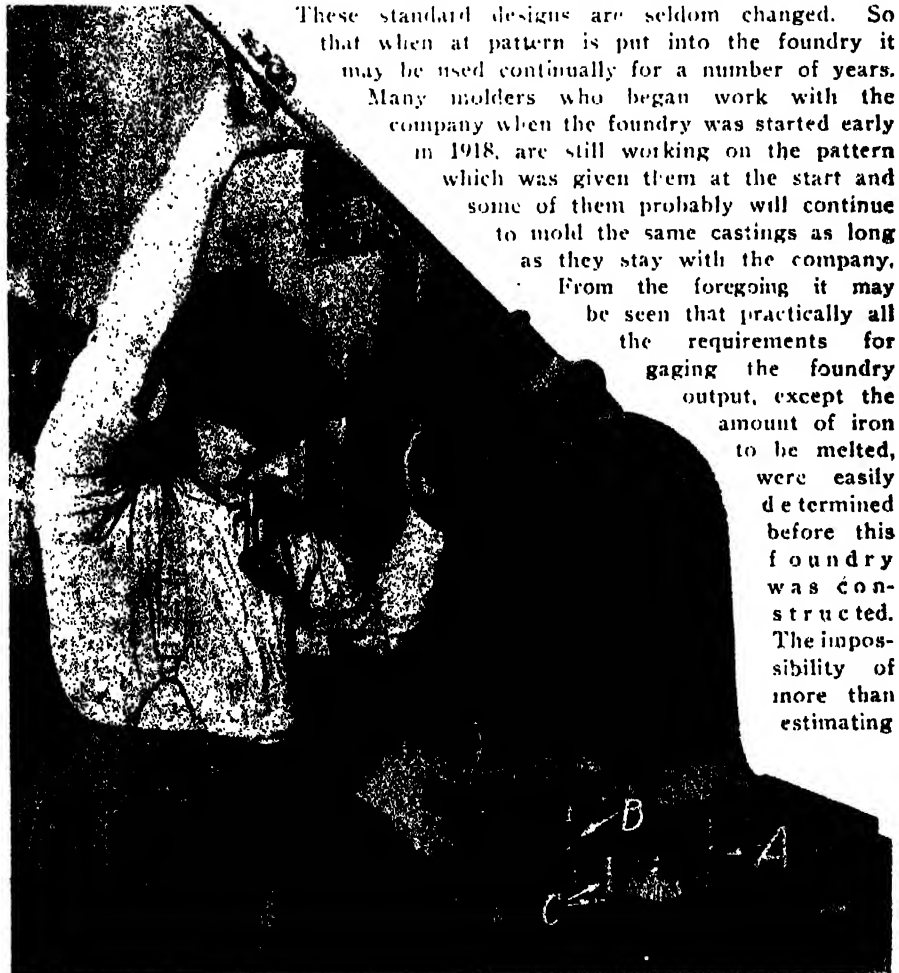 These standard designs are seldom changed. So
that when at pattern is put into the foundry it
may be used continually for a number of years.
Many molders who began work with the
company when the foundry was started early
in 1918, are still working on the pattern
which was given them at the start and
some of them probably will continue
to mold the same castings as long
as they stay with the company.
From the foregoing it may
be seen that practically all
the requirements for
gaging the foundry
output, except the
amount of iron
to be melted,
were easily
determined
before this
foundry
was con-
structed.
The impos-
sibility of
more than
estimating
B
A
C